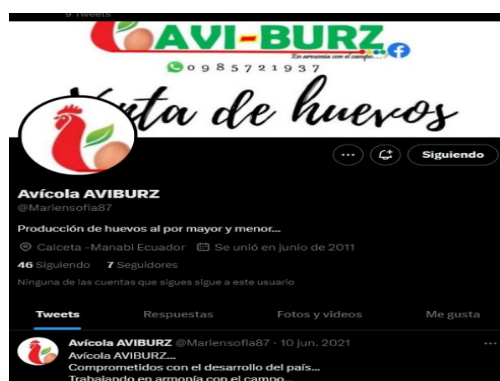 9 Tweets
AVI-BURZ
En armonía con el campo...
0985721937
Venta de huevos
Siguiendo
Avícola AVIBURZ
@Mariensofia87
Producción de huevos al por mayor y menor...
Calceta -Manabí Ecuador Se unió en junio de 2011
46 Siguiendo 7 Seguidores
Ninguna de las cuentas que sigues sigue a este usuario
Tweets Respuestas Fotos y videos Me gusta
Avícola AVIBURZ @Mariensofia87 · 10 jun. 2021
Avícola AVIBURZ...
Comprometidos con el desarrollo del país...
Trabajando en armonía con el campo...